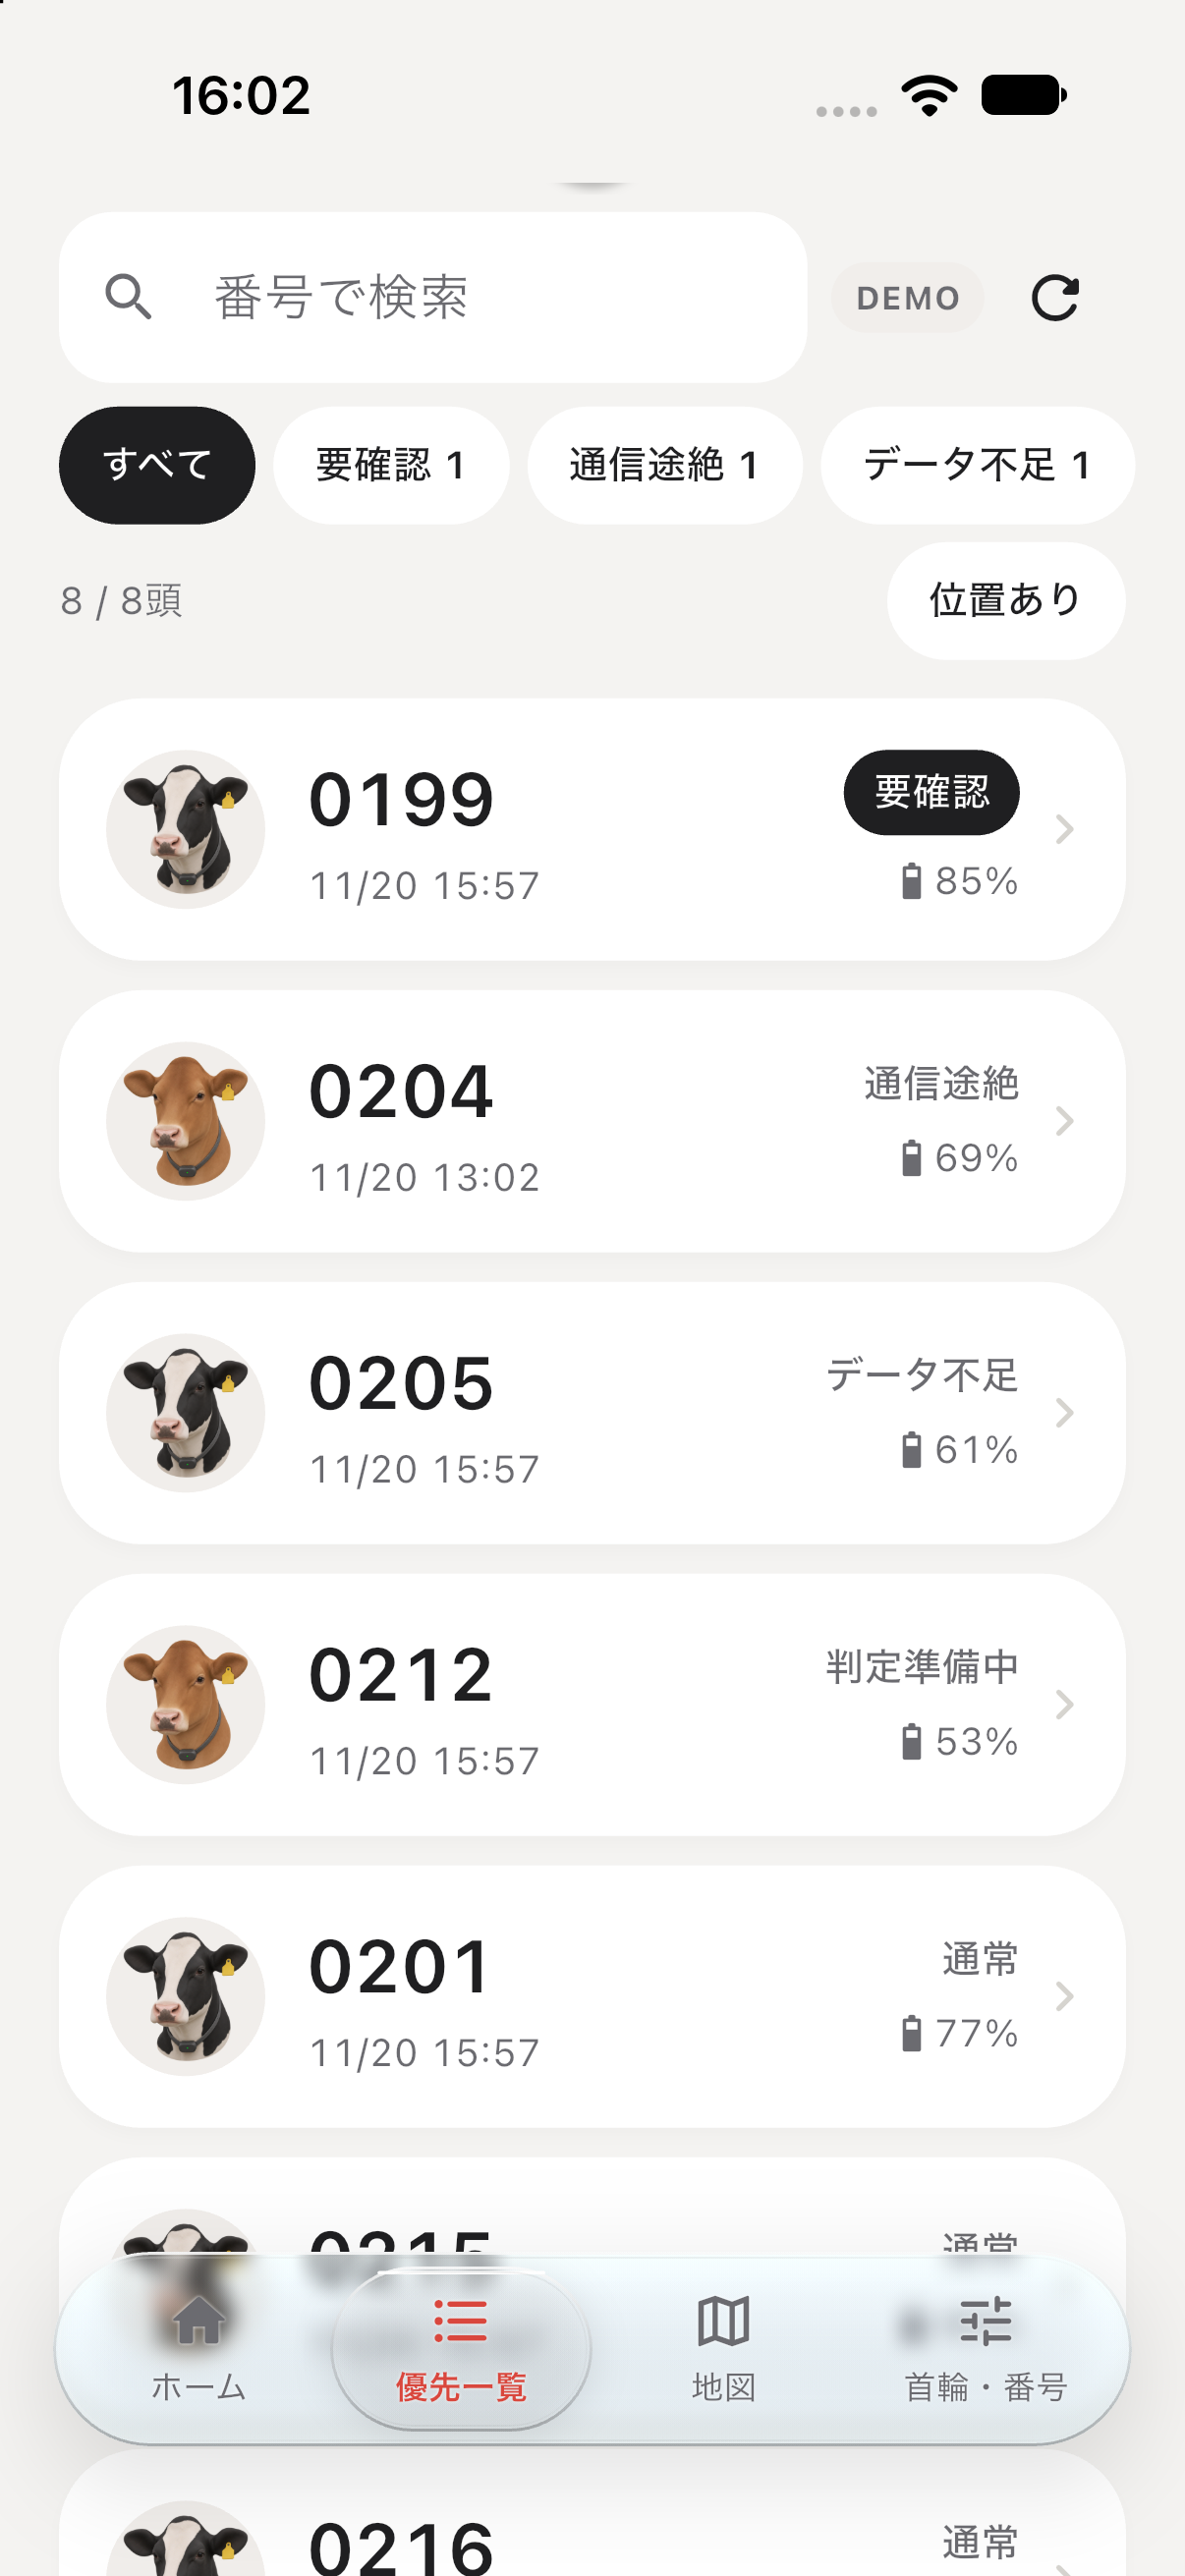 16:02
番号で検索
DEMO
すべて
要確認 1
通信途絶 1
データ不足 1
8 / 8頭
位置あり
0199
要確認
11/20 15:57
85%
0204
通信途絶
11/20 13:02
69%
0205
データ不足
11/20 15:57
61%
0212
判定準備中
11/20 15:57
53%
0201
通常
11/20 15:57
77%
0215
通常
ホーム
優先一覧
地図
首輪・番号
0216
通常